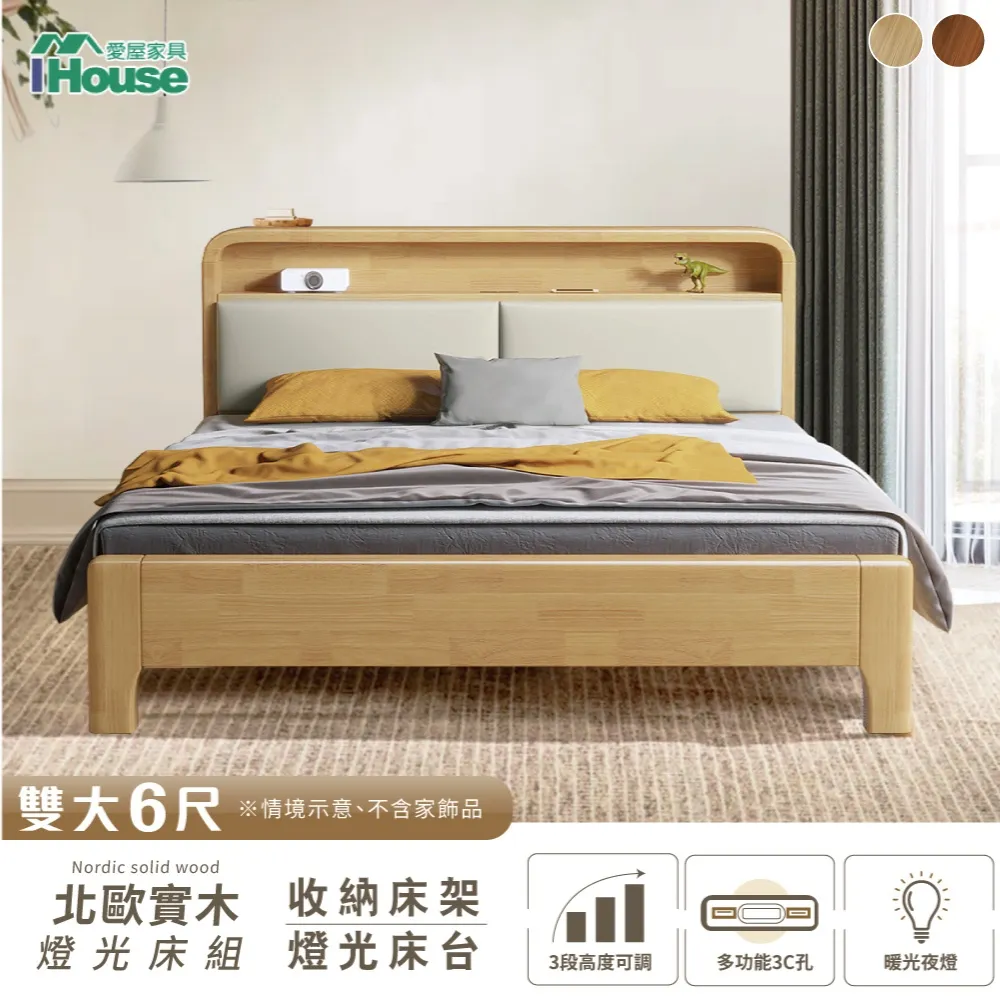 愛屋家具
iHouse
雙大6尺 ※情境示意、不含家飾品
Nordic solid wood
北歐實木
燈光床組
收納床架
燈光床台
3段高度可調
多功能3C孔
暖光夜燈